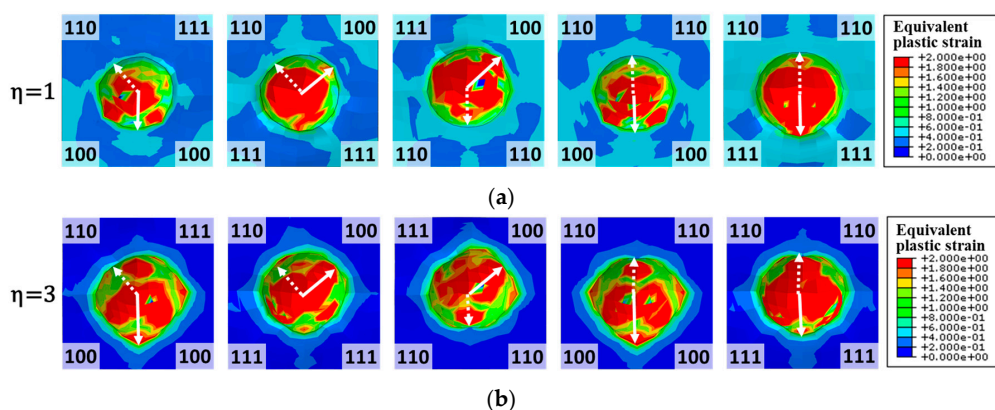 (a)
110 111 110 100 111 100 110 110 110 110
η=1
100 100 111 111 110 110 100 100 111 111
Equivalent
plastic strain
+2.000e+00
+1.800e+00
+1.600e+00
+1.400e+00
+1.200e+00
+1.000e+00
+8.000e-01
+6.000e-01
+4.000e-01
+2.000e-01
+0.000e+00
(a)
110 111 110 100 111 100 110 110 110 110
η=3
100 100 111 111 110 110 100 100 110 111
Equivalent
plastic strain
+2.000e+00
+1.800e+00
+1.600e+00
+1.400e+00
+1.200e+00
+1.000e+00
+8.000e-01
+6.000e-01
+4.000e-01
+2.000e-01
+0.000e+00
(b)